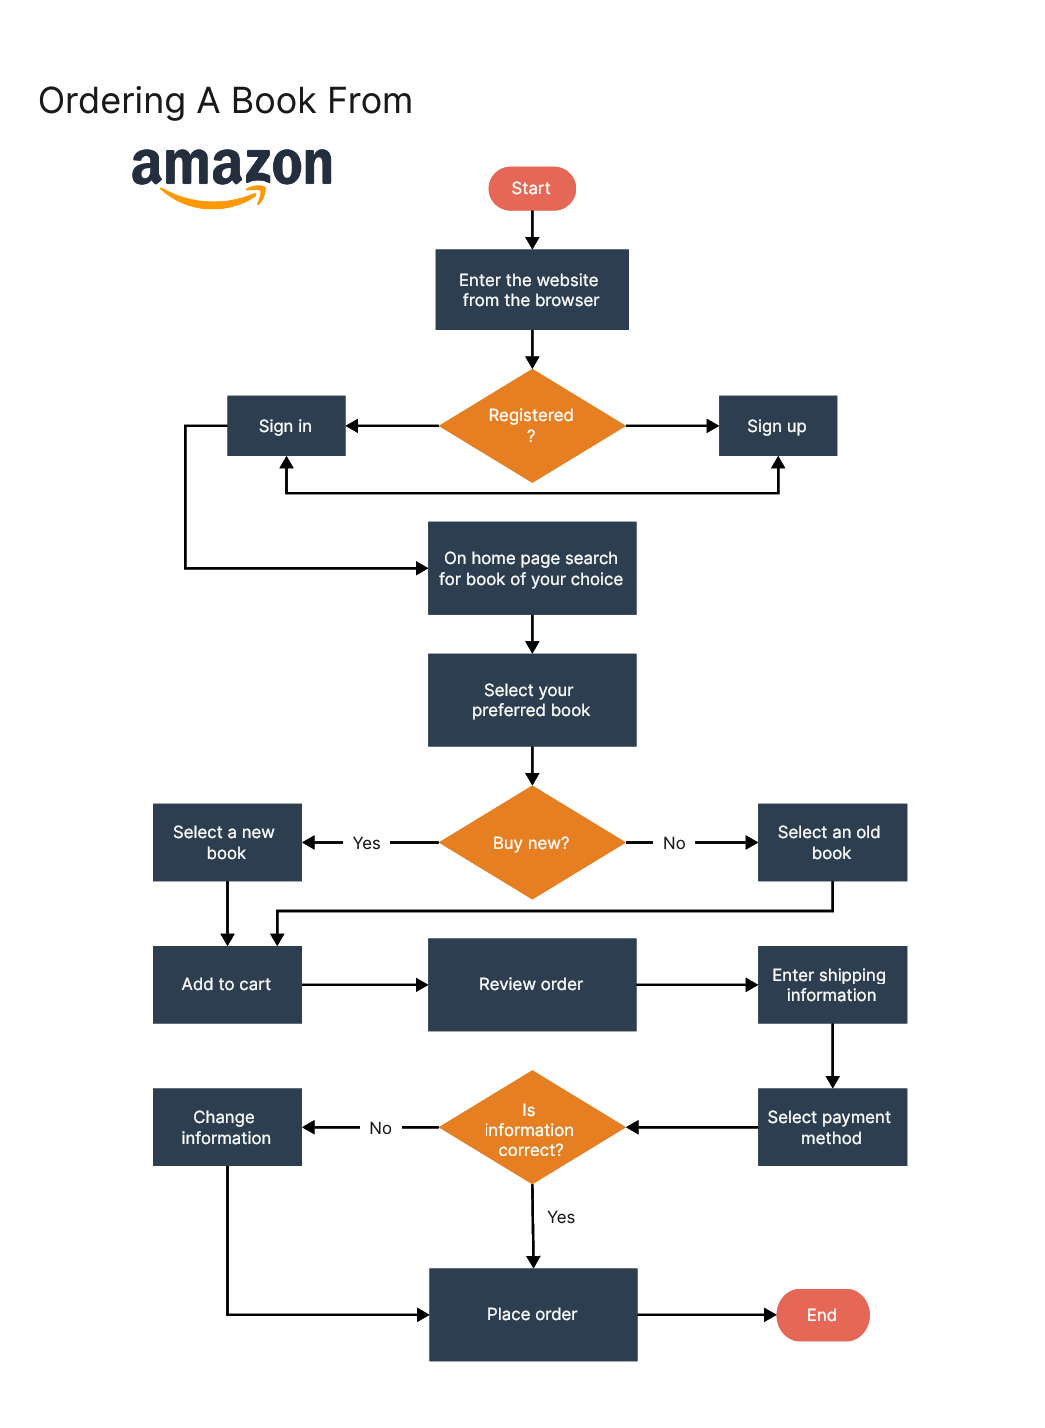 Ordering A Book From
amazon
Start
Enter the website
from the browser
Registered
?
Sign in
Sign up
On home page search
for book of your choice
Select your
preferred book
Buy new?
Yes
No
Select a new
book
Select an old
book
Add to cart
Review order
Enter shipping
information
Select payment
method
Is
information
correct?
No
Change
information
Yes
Place order
End